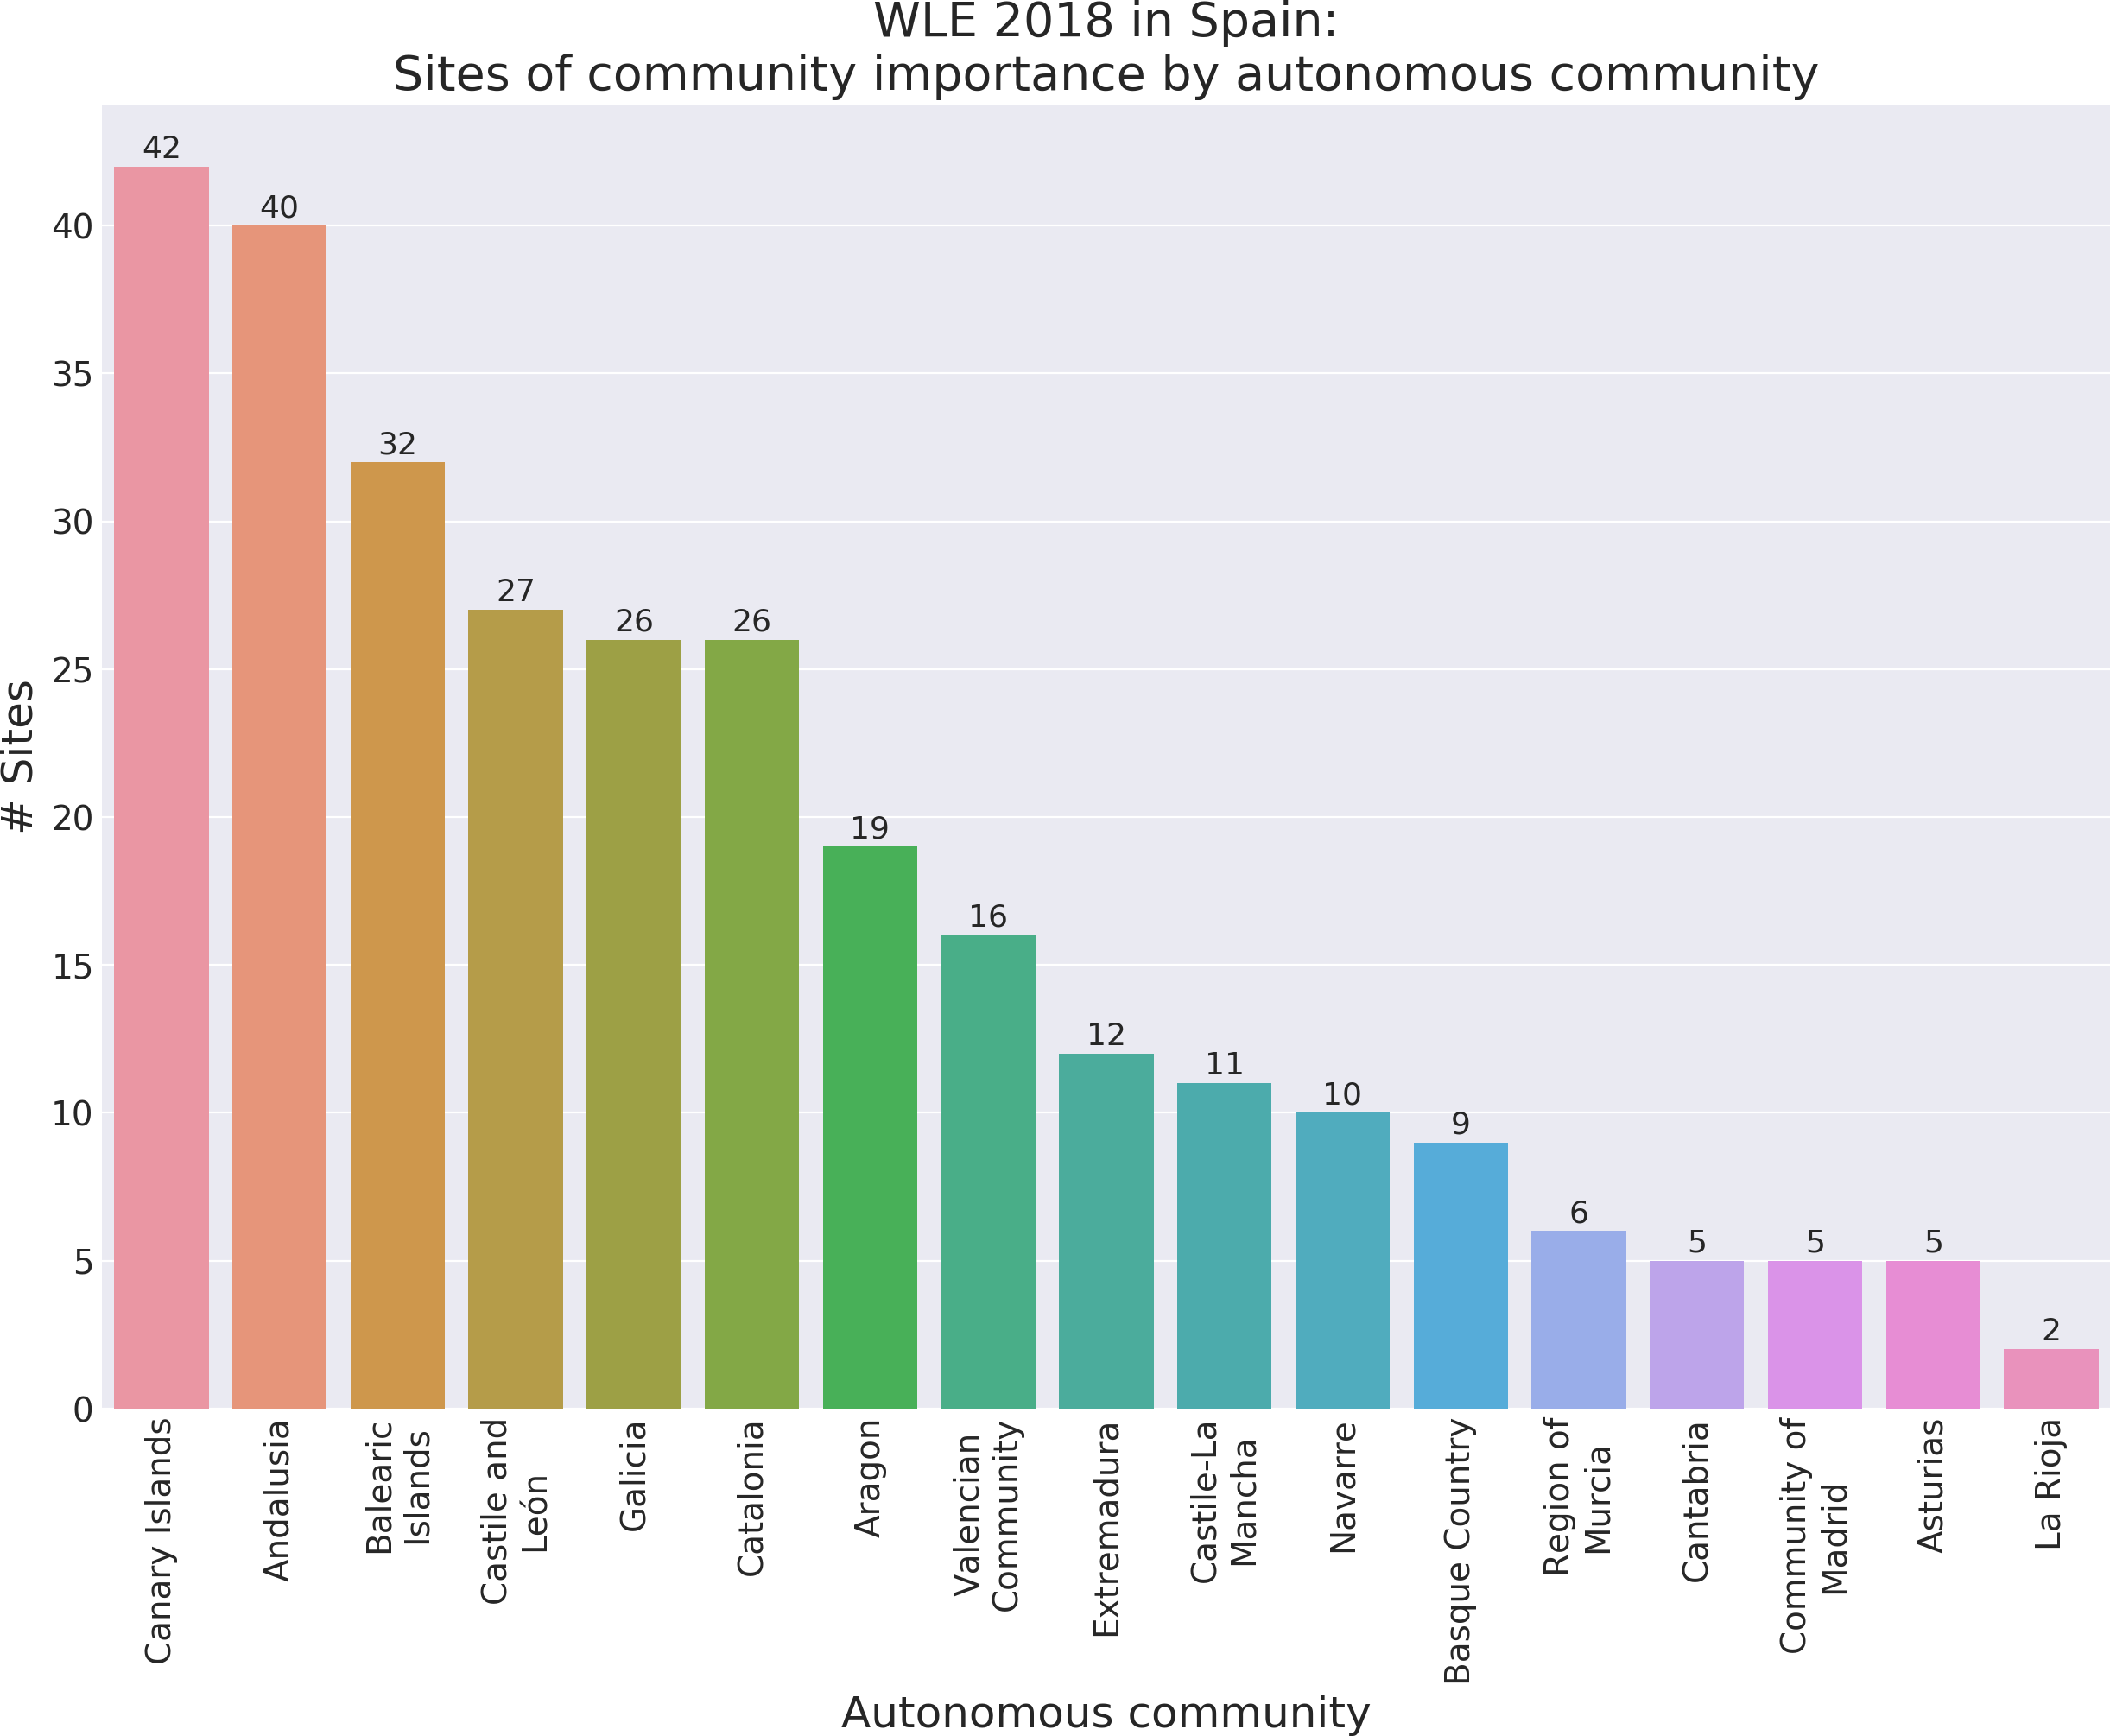 WLE 2018 in Spain:
Sites of community importance by autonomous community
# Sites
40
35
30
25
20
15
10
5
0
42
40
32
27
26
26
19
16
12
11
10
9
6
5
5
5
2
Canary Islands
Andalusia
Balearic
Islands
Castile and
León
Galicia
Catalonia
Aragon
Valencian
Community
Extremadura
Castile-La
Mancha
Navarre
Basque Country
Region of
Murcia
Cantabria
Community of
Madrid
Asturias
La Rioja
Autonomous community